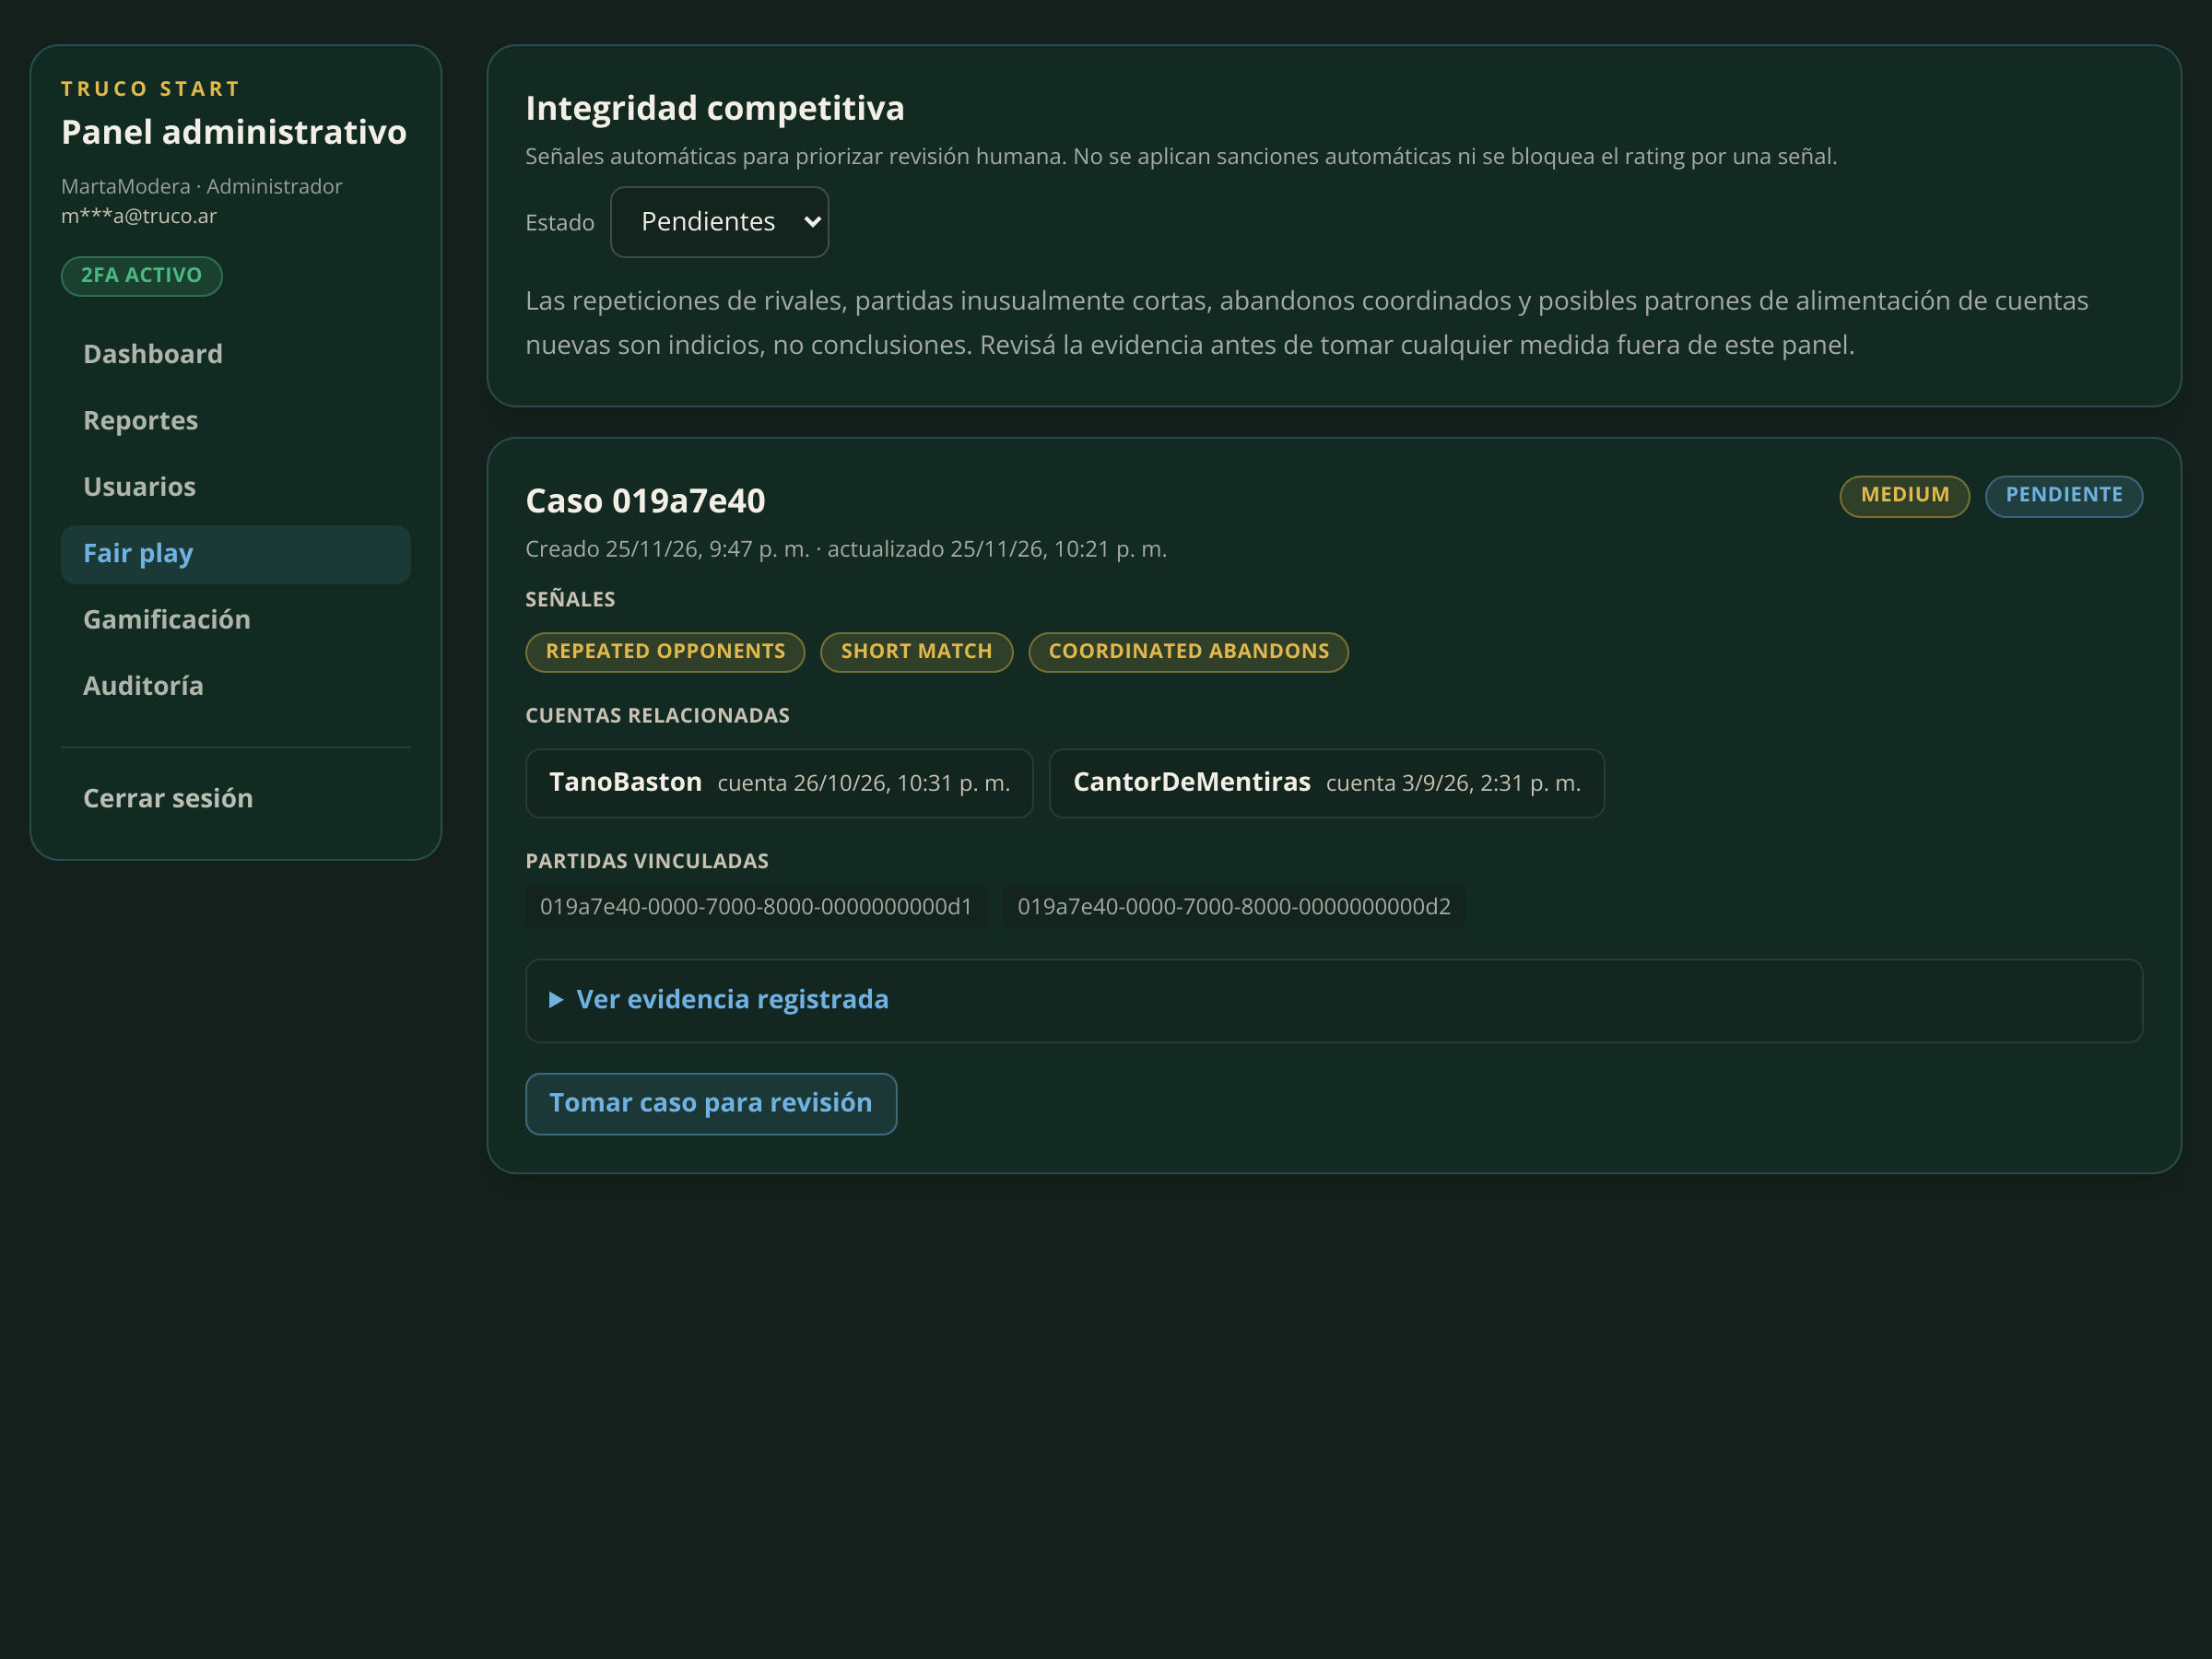 TRUCO START
Panel administrativo
MartaModera · Administrador
m***a@truco.ar
2FA ACTIVO
Dashboard
Reportes
Usuarios
Fair play
Gamificación
Auditoría
Cerrar sesión
Integridad competitiva
Señales automáticas para priorizar revisión humana. No se aplican sanciones automáticas ni se bloquea el rating por una señal.
Estado Pendientes
Las repeticiones de rivales, partidas inusualmente cortas, abandonos coordinados y posibles patrones de alimentación de cuentas
nuevas son indicios, no conclusiones. Revisá la evidencia antes de tomar cualquier medida fuera de este panel.
Caso 019a7e40 MEDIUM PENDIENTE
Creado 25/11/26, 9:47 p. m. · actualizado 25/11/26, 10:21 p. m.
SEÑALES
REPEATED OPPONENTS SHORT MATCH COORDINATED ABANDONS
CUENTAS RELACIONADAS
TanoBaston cuenta 26/10/26, 10:31 p. m. CantorDeMentiras cuenta 3/9/26, 2:31 p. m.
PARTIDAS VINCULADAS
019a7e40-0000-7000-8000-0000000000d1 019a7e40-0000-7000-8000-0000000000d2
Ver evidencia registrada
Tomar caso para revisión